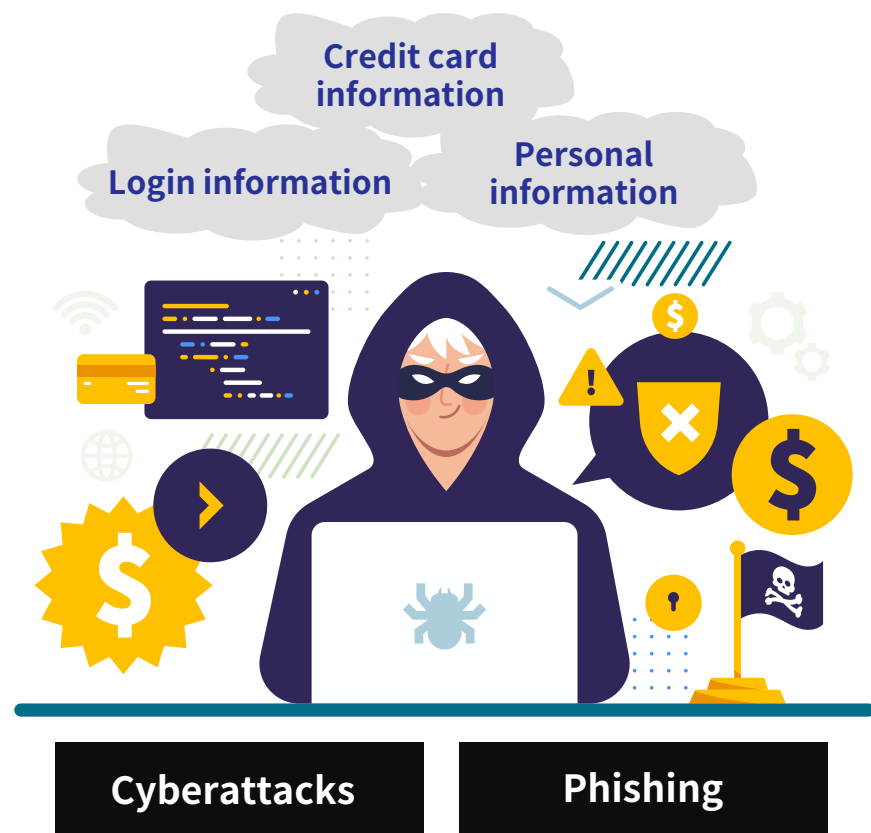 Credit card
information
Login information
Personal
information
$
!
$
$
Cyberattacks
Phishing